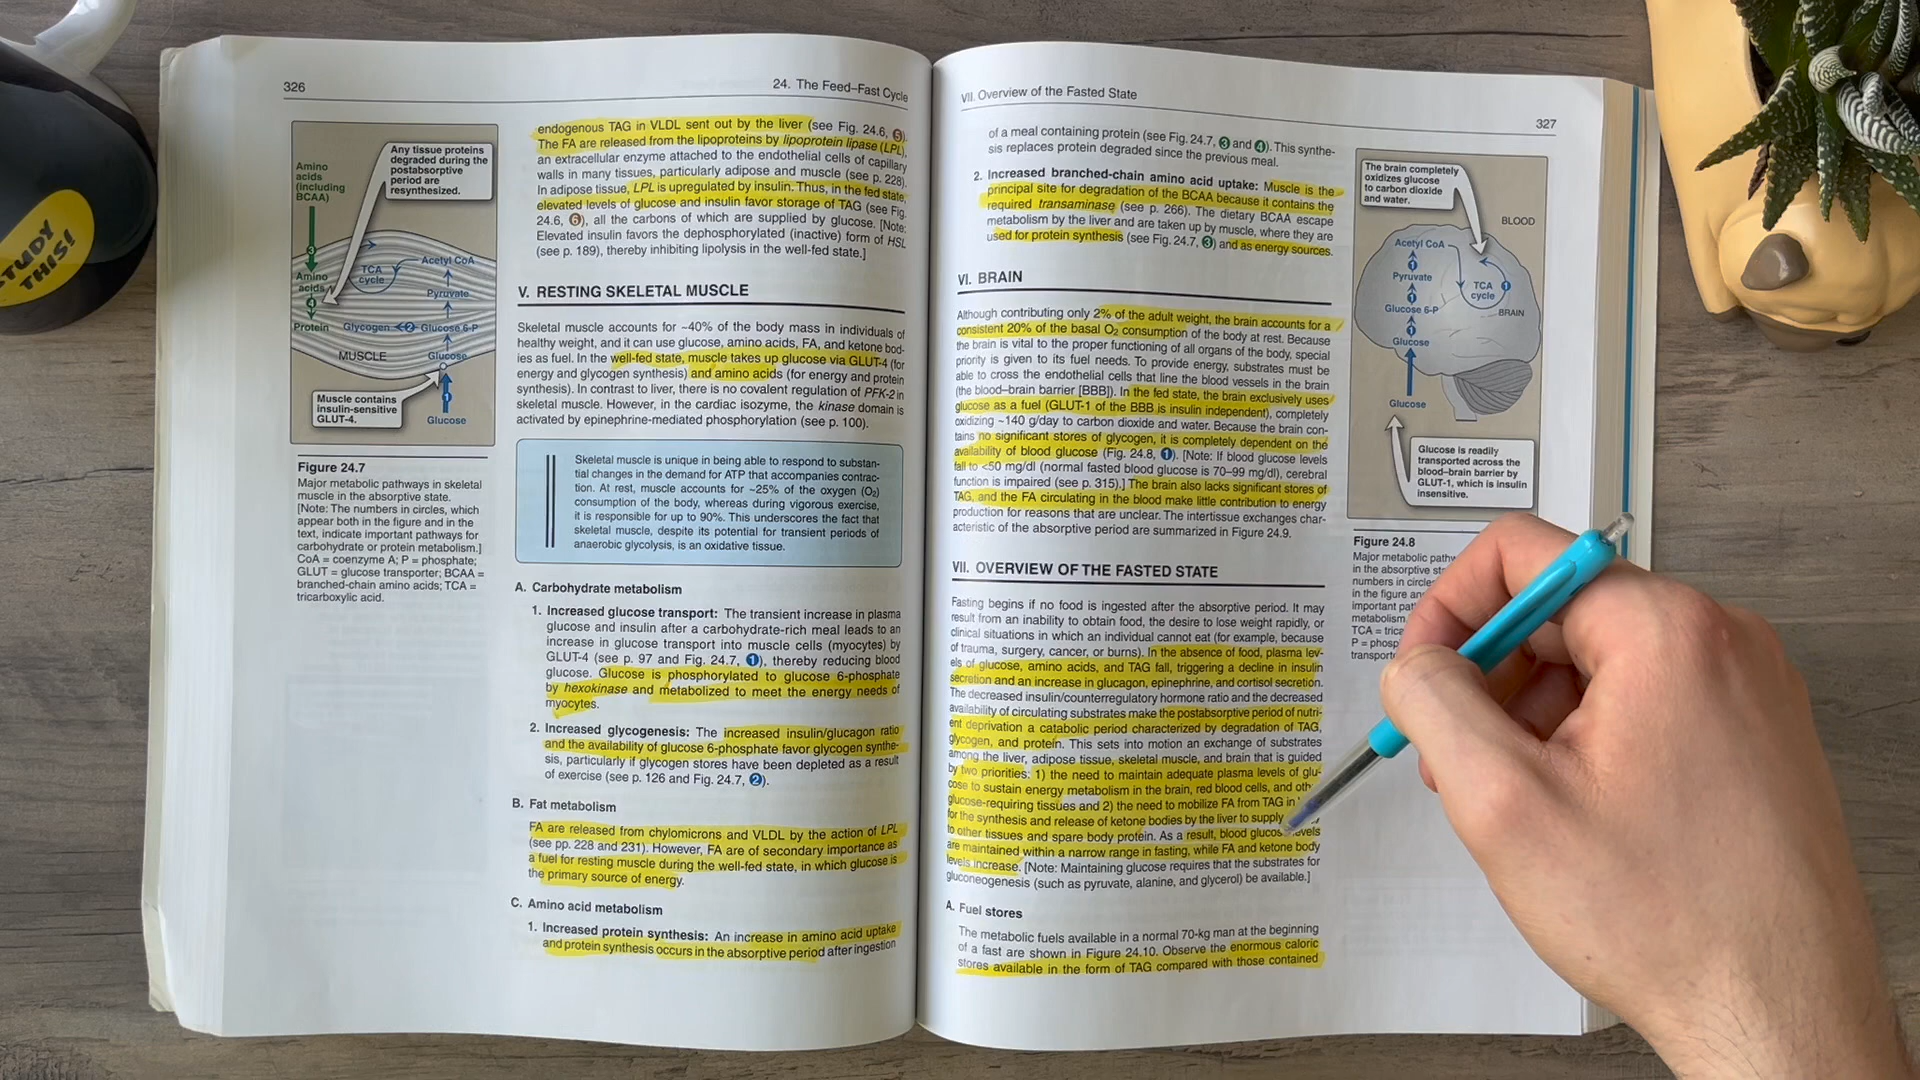 STUDY
THIS!
326
24. The Feed–Fast Cycle
Any tissue proteins
degraded during the
postabsorptive
period are
resynthesized.
Amino
acids
(including
BCAA)
3
Amino
acids
4
Protein
TCA
cycle
Acetyl CoA
Pyruvate
Glycogen 2 Glucose 6-P
MUSCLE
Glucose
1
Glucose
Muscle contains
insulin-sensitive
GLUT-4.
Figure 24.7
Major metabolic pathways in skeletal
muscle in the absorptive state.
[Note: The numbers in circles, which
appear both in the figure and in the
text, indicate important pathways for
carbohydrate or protein metabolism.]
CoA = coenzyme A; P = phosphate;
GLUT = glucose transporter; BCAA =
branched-chain amino acids; TCA =
tricarboxylic acid.
endogenous TAG in VLDL sent out by the liver (see Fig. 24.6, 5).
The FA are released from the lipoproteins by lipoprotein lipase (LPL),
an extracellular enzyme attached to the endothelial cells of capillary
walls in many tissues, particularly adipose and muscle (see p. 228).
In adipose tissue, LPL is upregulated by insulin. Thus, in the fed state,
elevated levels of glucose and insulin favor storage of TAG (see Fig.
24.6, 6), all the carbons of which are supplied by glucose. [Note:
Elevated insulin favors the dephosphorylated (inactive) form of HSL
(see p. 189), thereby inhibiting lipolysis in the well-fed state.]
V. RESTING SKELETAL MUSCLE
Skeletal muscle accounts for ~40% of the body mass in individuals of
healthy weight, and it can use glucose, amino acids, FA, and ketone bod-
ies as fuel. In the well-fed state, muscle takes up glucose via GLUT-4 (for
energy and glycogen synthesis) and amino acids (for energy and protein
synthesis). In contrast to liver, there is no covalent regulation of PFK-2 in
skeletal muscle. However, in the cardiac isozyme, the kinase domain is
activated by epinephrine-mediated phosphorylation (see p. 100).
Skeletal muscle is unique in being able to respond to substan-
tial changes in the demand for ATP that accompanies contrac-
tion. At rest, muscle accounts for ~25% of the oxygen (O2)
consumption of the body, whereas during vigorous exercise,
it is responsible for up to 90%. This underscores the fact that
skeletal muscle, despite its potential for transient periods of
anaerobic glycolysis, is an oxidative tissue.
A. Carbohydrate metabolism
1. Increased glucose transport: The transient increase in plasma
glucose and insulin after a carbohydrate-rich meal leads to an
increase in glucose transport into muscle cells (myocytes) by
GLUT-4 (see p. 97 and Fig. 24.7, 1), thereby reducing blood
glucose. Glucose is phosphorylated to glucose 6-phosphate
by hexokinase and metabolized to meet the energy needs of
myocytes.
2. Increased glycogenesis: The increased insulin/glucagon ratio
and the availability of glucose 6-phosphate favor glycogen synthe-
sis, particularly if glycogen stores have been depleted as a result
of exercise (see p. 126 and Fig. 24.7, 2).
B. Fat metabolism
FA are released from chylomicrons and VLDL by the action of LPL
(see pp. 228 and 231). However, FA are of secondary importance as
a fuel for resting muscle during the well-fed state, in which glucose is
the primary source of energy.
C. Amino acid metabolism
1. Increased protein synthesis: An increase in amino acid uptake
and protein synthesis occurs in the absorptive period after ingestion
VII. Overview of the Fasted State
327
of a meal containing protein (see Fig. 24.7, 3 and 4). This synthe-
sis replaces protein degraded since the previous meal.
2. Increased branched-chain amino acid uptake: Muscle is the
principal site for degradation of the BCAA because it contains the
required transaminase (see p. 266). The dietary BCAA escape
metabolism by the liver and are taken up by muscle, where they are
used for protein synthesis (see Fig. 24.7, 3) and as energy sources.
VI. BRAIN
Although contributing only 2% of the adult weight, the brain accounts for a
consistent 20% of the basal O2 consumption of the body at rest. Because
the brain is vital to the proper functioning of all organs of the body, special
priority is given to its fuel needs. To provide energy, substrates must be
able to cross the endothelial cells that line the blood vessels in the brain
(the blood–brain barrier [BBB]). In the fed state, the brain exclusively uses
glucose as a fuel (GLUT-1 of the BBB is insulin independent), completely
oxidizing ~140 g/day to carbon dioxide and water. Because the brain con-
tains no significant stores of glycogen, it is completely dependent on the
availability of blood glucose (Fig. 24.8, 1). [Note: If blood glucose levels
fall to <50 mg/dl (normal fasted blood glucose is 70–99 mg/dl), cerebral
function is impaired (see p. 315).] The brain also lacks significant stores of
TAG, and the FA circulating in the blood make little contribution to energy
production for reasons that are unclear. The intertissue exchanges char-
acteristic of the absorptive period are summarized in Figure 24.9.
VII. OVERVIEW OF THE FASTED STATE
Fasting begins if no food is ingested after the absorptive period. It may
result from an inability to obtain food, the desire to lose weight rapidly, or
clinical situations in which an individual cannot eat (for example, because
of trauma, surgery, cancer, or burns). In the absence of food, plasma lev-
els of glucose, amino acids, and TAG fall, triggering a decline in insulin
secretion and an increase in glucagon, epinephrine, and cortisol secretion.
The decreased insulin/counterregulatory hormone ratio and the decreased
availability of circulating substrates make the postabsorptive period of nutri-
ent deprivation a catabolic period characterized by degradation of TAG,
glycogen, and protein. This sets into motion an exchange of substrates
among the liver, adipose tissue, skeletal muscle, and brain that is guided
by two priorities: 1) the need to maintain adequate plasma levels of glu-
cose to sustain energy metabolism in the brain, red blood cells, and oth
glucose-requiring tissues and 2) the need to mobilize FA from TAG in
for the synthesis and release of ketone bodies by the liver to supply
to other tissues and spare body protein. As a result, blood glucose levels
are maintained within a narrow range in fasting, while FA and ketone body
levels increase. [Note: Maintaining glucose requires that the substrates for
gluconeogenesis (such as pyruvate, alanine, and glycerol) be available.]
A. Fuel stores
The metabolic fuels available in a normal 70-kg man at the beginning
of a fast are shown in Figure 24.10. Observe the enormous caloric
stores available in the form of TAG compared with those contained
The brain completely
oxidizes glucose
to carbon dioxide
and water.
BLOOD
Acetyl CoA
1
Pyruvate
1
Glucose 6-P
1
Glucose
TCA
cycle
1
BRAIN
1
Glucose
Glucose is readily
transported across the
blood–brain barrier by
GLUT-1, which is insulin
insensitive.
Figure 24.8
Major metabolic pathw
in the absorptive st
numbers in circle
in the figure an
important pat
metabolism.
TCA = trica
P = phosp
transport